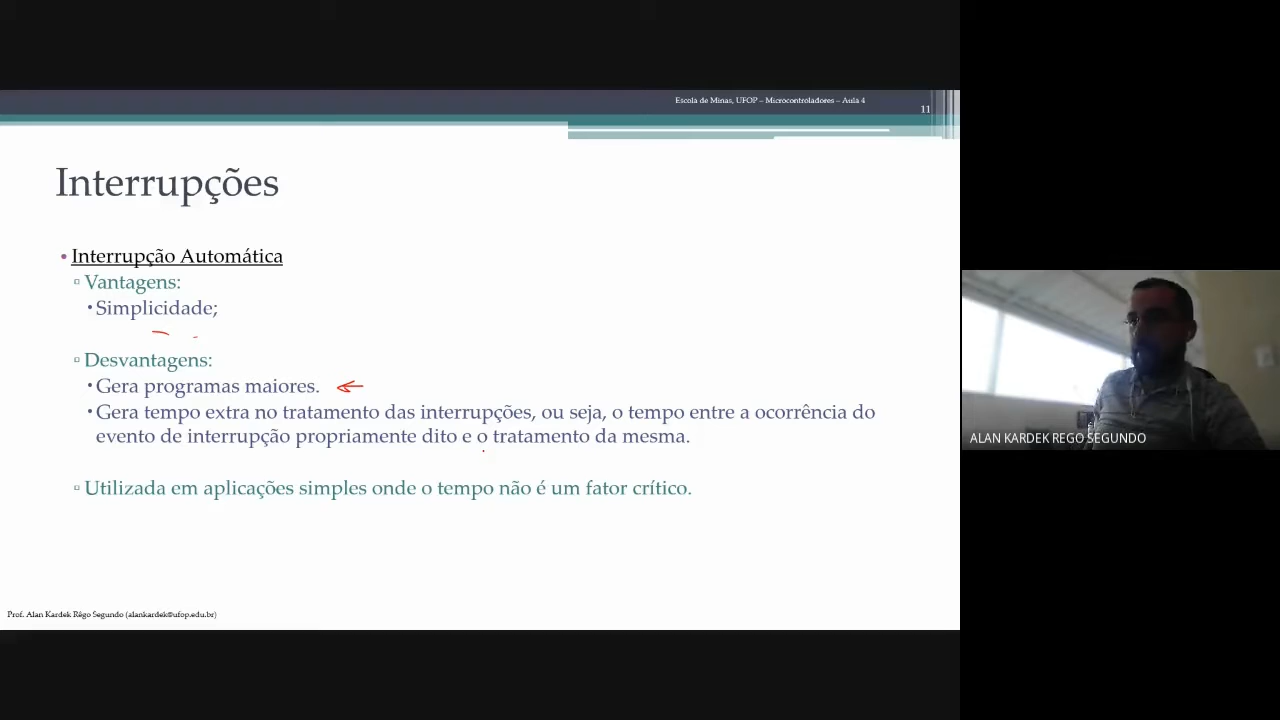 Escola de Minas, UFOP – Microcontroladores – Aula 4
11
Interrupções
• Interrupção Automática
▫ Vantagens:
• Simplicidade;
▫ Desvantagens:
• Gera programas maiores.
• Gera tempo extra no tratamento das interrupções, ou seja, o tempo entre a ocorrência do
evento de interrupção propriamente dito e o tratamento da mesma.
▫ Utilizada em aplicações simples onde o tempo não é um fator crítico.
Prof. Alan Kardek Rêgo Segundo (alankardek@ufop.edu.br)
ALAN KARDEK REGO SEGUNDO